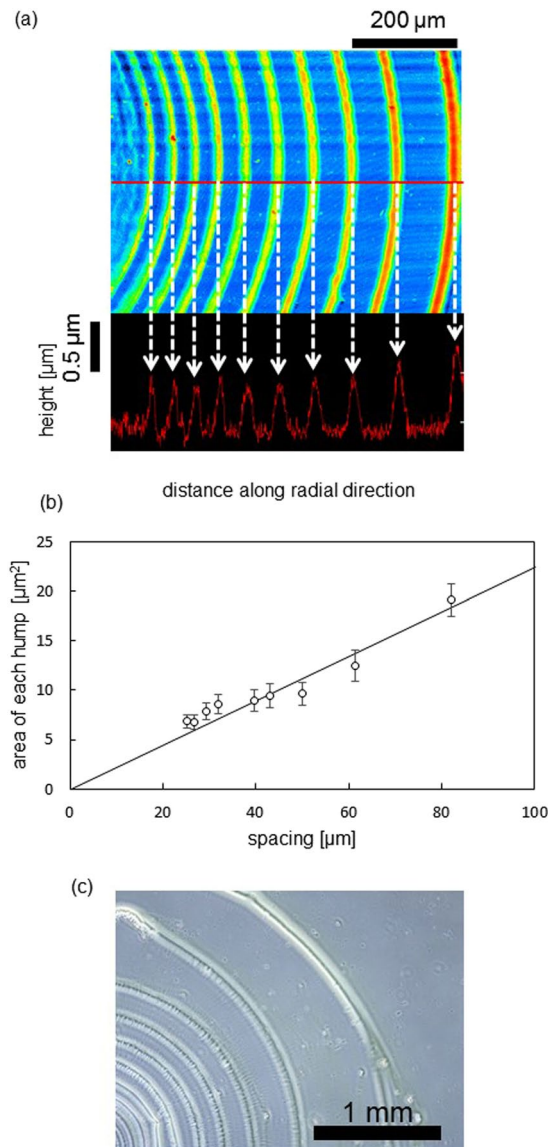 (a)
200 µm
0.5 µm
height [µm]
distance along radial direction
(b)
area of each hump [µm²]
25
20
15
10
5
0
0 20 40 60 80 100
spacing [µm]
(c)
1 mm